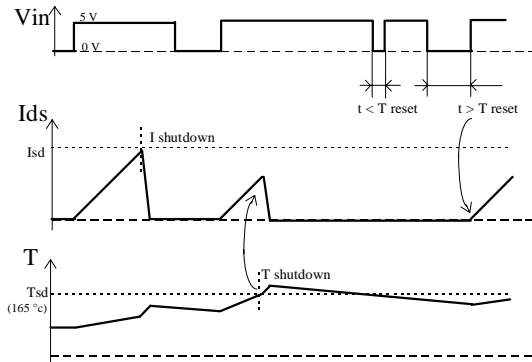 Vin
5 V
0 V
t < T reset
t > T reset
Ids
I shutdown
Isd
T
T shutdown
Tsd
(165 °c)